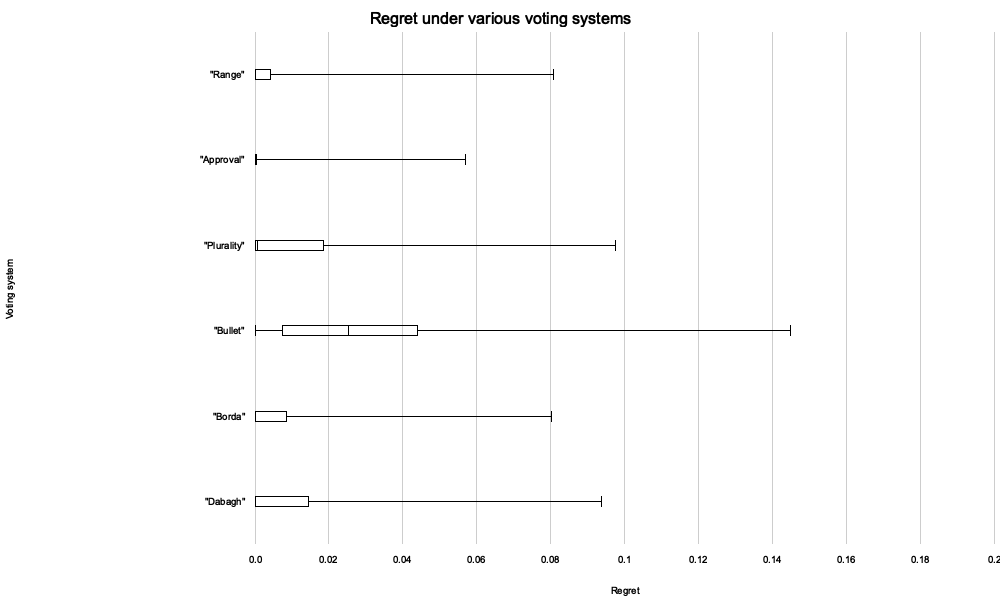 Regret under various voting systems
"Range"
"Approval"
"Plurality"
Voting system
"Bullet"
"Borda"
"Dabagh"
0.0 0.02 0.04 0.06 0.08 0.1 0.12 0.14 0.16 0.18 0.2
Regret